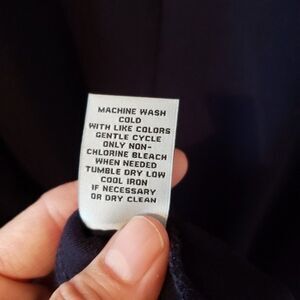 MACHINE WASH
COLD
WITH LIKE COLORS
GENTLE CYCLE
ONLY NON-
CHLORINE BLEACH
WHEN NEEDED
TUMBLE DRY LOW
COOL IRON
IF NECESSARY
OR DRY CLEAN